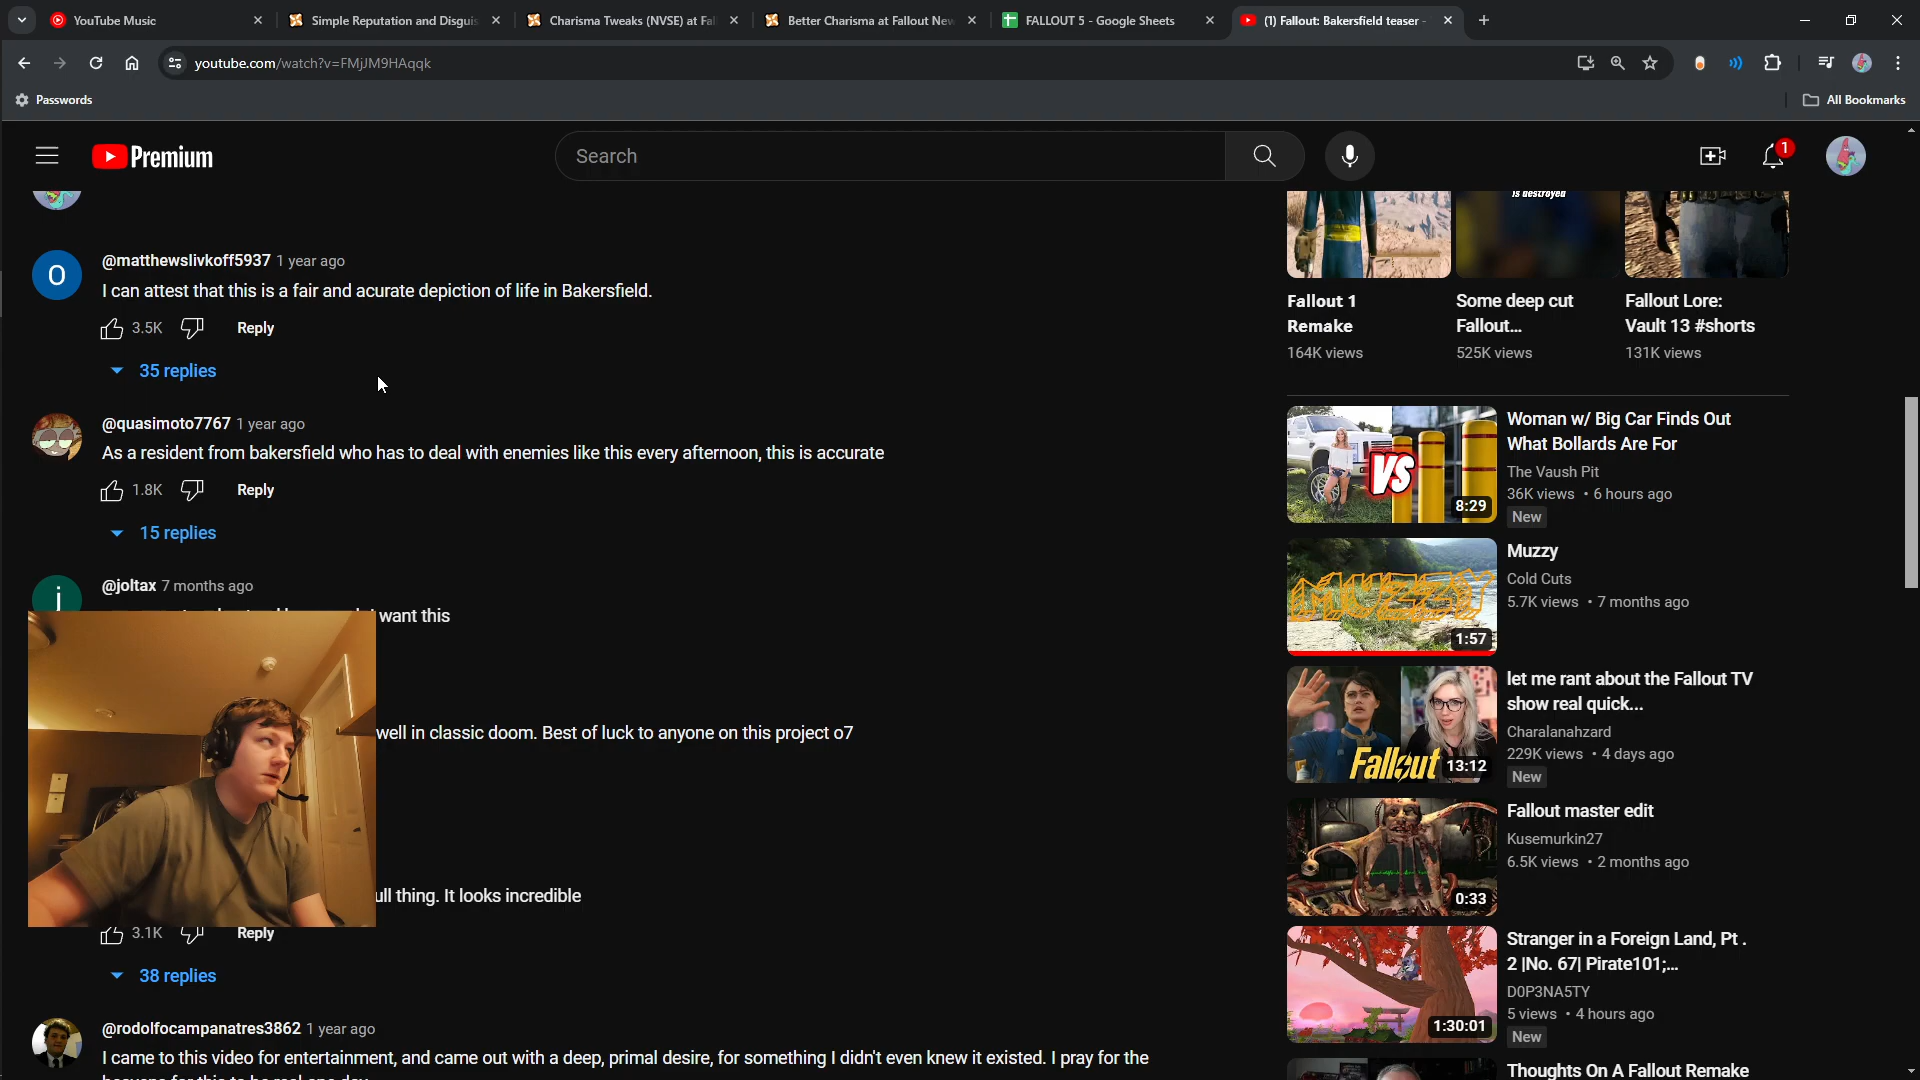 YouTube Music
Simple Reputation and Disguis
Charisma Tweaks (NVSE) at Fal
Better Charisma at Fallout New
FALLOUT 5 - Google Sheets
(1) Fallout: Bakersfield teaser -
youtube.com/watch?v=FMjJM9HAqqk
Passwords
All Bookmarks
Premium
Search
1
@matthewslivkoff5937 1 year ago
O
I can attest that this is a fair and acurate depiction of life in Bakersfield.
3.5K
Reply
35 replies
@quasimoto7767 1 year ago
As a resident from bakersfield who has to deal with enemies like this every afternoon, this is accurate
1.8K
Reply
15 replies
@joltax 7 months ago
j
want this
well in classic doom. Best of luck to anyone on this project o7
ull thing. It looks incredible
3.1K
Reply
38 replies
@rodolfocampanatres3862 1 year ago
I came to this video for entertainment, and came out with a deep, primal desire, for something I didn't even knew it existed. I pray for the
is destroyed
Fallout 1
Remake
164K views
Some deep cut
Fallout...
525K views
Fallout Lore:
Vault 13 #shorts
131K views
VS
8:29
Woman w/ Big Car Finds Out
What Bollards Are For
The Vaush Pit
36K views • 6 hours ago
New
MUZZY
1:57
Muzzy
Cold Cuts
5.7K views • 7 months ago
Fallout
13:12
let me rant about the Fallout TV
show real quick...
Charalanahzard
229K views • 4 days ago
New
0:33
Fallout master edit
Kusemurkin27
6.5K views • 2 months ago
1:30:01
Stranger in a Foreign Land, Pt .
2 |No. 67| Pirate101;...
D0P3NA5TY
5 views • 4 hours ago
New
Thoughts On A Fallout Remake